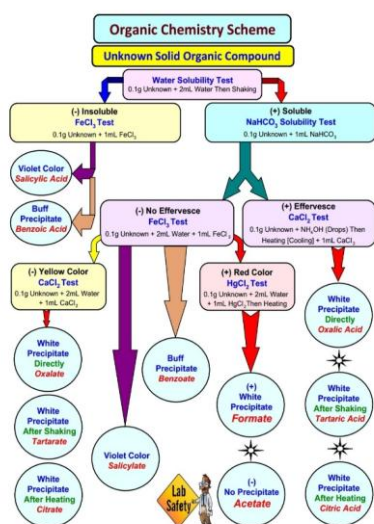 Organic Chemistry Scheme
Unknown Solid Organic Compound
Water Solubility Test
0.1g Unknown + 2mL Water Then Shaking
(-) Insoluble
FeCl₃ Test
0.1g Unknown + 1mL FeCl₃
(+) Soluble
NaHCO₃ Solubility Test
0.1g Unknown + 1mL NaHCO₃
Violet Color
Salicylic Acid
Buff
Precipitate
Benzoic Acid
(-) No Effervesce
FeCl₃ Test
0.1g Unknown + 2mL Water + 1mL FeCl₃
(+) Effervesce
CaCl₂ Test
0.1g Unknown + NH₄OH (Drops) Then
Heating [Cooling] + 1mL CaCl₂
(-) Yellow Color
CaCl₂ Test
0.1g Unknown + 2mL Water
+ 1mL CaCl₂
(+) Red Color
HgCl₂ Test
0.1g Unknown + 2mL Water
+ 1mL HgCl₂Then Heating
White
Precipitate
Directly
Oxalic Acid
White
Precipitate
Directly
Oxalate
Buff
Precipitate
Benzoate
(+)
White
Precipitate
Formate
White
Precipitate
After Shaking
Tartaric Acid
White
Precipitate
After Shaking
Tartarate
Violet Color
Salicylate
White
Precipitate
After Heating
Citrate
Lab
Safety
(-)
No Precipitate
Acetate
White
Precipitate
After Heating
Citric Acid